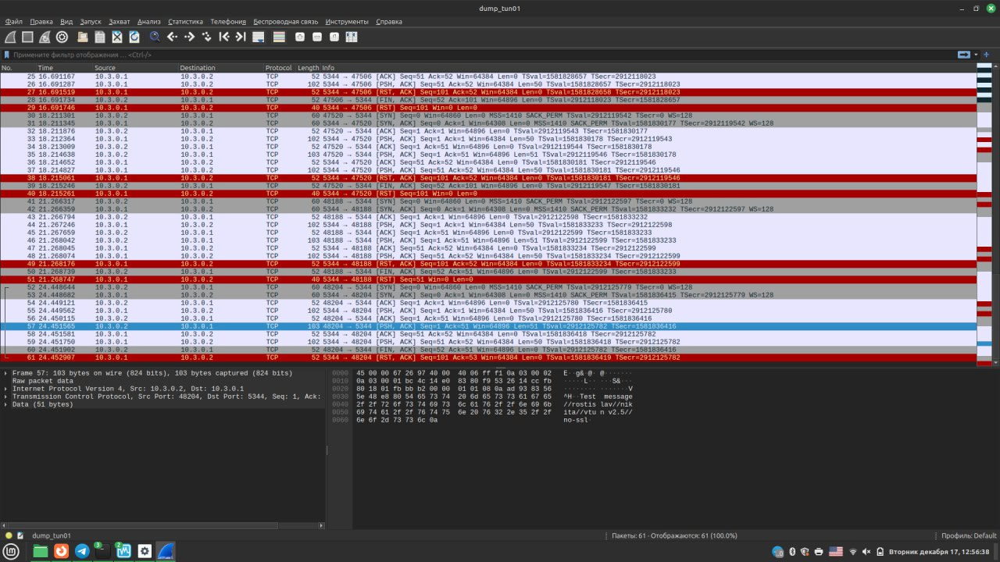 dump_tun01
Файл Правка Вид Запуск Захват Анализ Статистика Телефония Беспроводная связь Инструменты Справка
Примените фильтр отображения … <Ctrl-/>
No. Time Source Destination Protocol Length Info
25 16.691167 10.3.0.1 10.3.0.2 TCP 52 5344 → 47506 [ACK] Seq=51 Ack=52 Win=64384 Len=0 TSval=1581828657 TSecr=2912118023
26 16.691287 10.3.0.1 10.3.0.2 TCP 102 5344 → 47506 [PSH, ACK] Seq=51 Ack=52 Win=64384 Len=50 TSval=1581828657 TSecr=2912118023
27 16.691519 10.3.0.1 10.3.0.2 TCP 52 5344 → 47506 [RST, ACK] Seq=101 Ack=52 Win=64384 Len=0 TSval=1581828658 TSecr=2912118023
28 16.691734 10.3.0.2 10.3.0.1 TCP 52 47506 → 5344 [FIN, ACK] Seq=52 Ack=101 Win=64896 Len=0 TSval=2912118023 TSecr=1581828657
29 16.691746 10.3.0.1 10.3.0.2 TCP 40 5344 → 47506 [RST] Seq=101 Win=0 Len=0
30 18.211301 10.3.0.2 10.3.0.1 TCP 60 47520 → 5344 [SYN] Seq=0 Win=64860 Len=0 MSS=1410 SACK_PERM TSval=2912119542 TSecr=0 WS=128
31 18.211345 10.3.0.1 10.3.0.2 TCP 60 5344 → 47520 [SYN, ACK] Seq=0 Ack=1 Win=64308 Len=0 MSS=1410 SACK_PERM TSval=1581830177 TSecr=2912119542 WS=128
32 18.211876 10.3.0.2 10.3.0.1 TCP 52 47520 → 5344 [ACK] Seq=1 Ack=1 Win=64896 Len=0 TSval=2912119543 TSecr=1581830177
33 18.212364 10.3.0.1 10.3.0.2 TCP 102 5344 → 47520 [PSH, ACK] Seq=1 Ack=1 Win=64384 Len=50 TSval=1581830178 TSecr=2912119543
34 18.213009 10.3.0.2 10.3.0.1 TCP 52 47520 → 5344 [ACK] Seq=1 Ack=51 Win=64896 Len=0 TSval=2912119544 TSecr=1581830178
35 18.214638 10.3.0.2 10.3.0.1 TCP 103 47520 → 5344 [PSH, ACK] Seq=1 Ack=51 Win=64896 Len=51 TSval=2912119546 TSecr=1581830178
36 18.214652 10.3.0.1 10.3.0.2 TCP 52 5344 → 47520 [ACK] Seq=51 Ack=52 Win=64384 Len=0 TSval=1581830181 TSecr=2912119546
37 18.214827 10.3.0.1 10.3.0.2 TCP 102 5344 → 47520 [PSH, ACK] Seq=51 Ack=52 Win=64384 Len=50 TSval=1581830181 TSecr=2912119546
38 18.215061 10.3.0.1 10.3.0.2 TCP 52 5344 → 47520 [RST, ACK] Seq=101 Ack=52 Win=64384 Len=0 TSval=1581830181 TSecr=2912119546
39 18.215246 10.3.0.2 10.3.0.1 TCP 52 47520 → 5344 [FIN, ACK] Seq=52 Ack=101 Win=64896 Len=0 TSval=2912119547 TSecr=1581830181
40 18.215261 10.3.0.1 10.3.0.2 TCP 40 5344 → 47520 [RST] Seq=101 Win=0 Len=0
41 21.266317 10.3.0.2 10.3.0.1 TCP 60 48188 → 5344 [SYN] Seq=0 Win=64860 Len=0 MSS=1410 SACK_PERM TSval=2912122597 TSecr=0 WS=128
42 21.266359 10.3.0.1 10.3.0.2 TCP 60 5344 → 48188 [SYN, ACK] Seq=0 Ack=1 Win=64308 Len=0 MSS=1410 SACK_PERM TSval=1581833232 TSecr=2912122597 WS=128
43 21.266794 10.3.0.2 10.3.0.1 TCP 52 48188 → 5344 [ACK] Seq=1 Ack=1 Win=64896 Len=0 TSval=2912122598 TSecr=1581833232
44 21.267246 10.3.0.1 10.3.0.2 TCP 102 5344 → 48188 [PSH, ACK] Seq=1 Ack=1 Win=64384 Len=50 TSval=1581833233 TSecr=2912122598
45 21.267659 10.3.0.2 10.3.0.1 TCP 52 48188 → 5344 [ACK] Seq=1 Ack=51 Win=64896 Len=0 TSval=2912122599 TSecr=1581833233
46 21.268042 10.3.0.2 10.3.0.1 TCP 103 48188 → 5344 [PSH, ACK] Seq=1 Ack=51 Win=64896 Len=51 TSval=2912122599 TSecr=1581833233
47 21.268045 10.3.0.1 10.3.0.2 TCP 52 5344 → 48188 [ACK] Seq=51 Ack=52 Win=64384 Len=0 TSval=1581833234 TSecr=2912122599
48 21.268074 10.3.0.1 10.3.0.2 TCP 102 5344 → 48188 [PSH, ACK] Seq=51 Ack=52 Win=64384 Len=50 TSval=1581833234 TSecr=2912122599
49 21.268176 10.3.0.1 10.3.0.2 TCP 52 5344 → 48188 [RST, ACK] Seq=101 Ack=52 Win=64384 Len=0 TSval=1581833234 TSecr=2912122599
50 21.268739 10.3.0.2 10.3.0.1 TCP 52 48188 → 5344 [FIN, ACK] Seq=52 Ack=51 Win=64896 Len=0 TSval=2912122599 TSecr=1581833233
51 21.268747 10.3.0.1 10.3.0.2 TCP 40 5344 → 48188 [RST] Seq=51 Win=0 Len=0
52 24.448644 10.3.0.2 10.3.0.1 TCP 60 48204 → 5344 [SYN] Seq=0 Win=64860 Len=0 MSS=1410 SACK_PERM TSval=2912125779 TSecr=0 WS=128
53 24.448682 10.3.0.1 10.3.0.2 TCP 60 5344 → 48204 [SYN, ACK] Seq=0 Ack=1 Win=64308 Len=0 MSS=1410 SACK_PERM TSval=1581836415 TSecr=2912125779 WS=128
54 24.449121 10.3.0.2 10.3.0.1 TCP 52 48204 → 5344 [ACK] Seq=1 Ack=1 Win=64896 Len=0 TSval=2912125780 TSecr=1581836415
55 24.449562 10.3.0.1 10.3.0.2 TCP 102 5344 → 48204 [PSH, ACK] Seq=1 Ack=1 Win=64384 Len=50 TSval=1581836416 TSecr=2912125780
56 24.450115 10.3.0.2 10.3.0.1 TCP 52 48204 → 5344 [ACK] Seq=1 Ack=51 Win=64896 Len=0 TSval=2912125780 TSecr=1581836416
57 24.451565 10.3.0.2 10.3.0.1 TCP 103 48204 → 5344 [PSH, ACK] Seq=1 Ack=51 Win=64896 Len=51 TSval=2912125782 TSecr=1581836416
58 24.451581 10.3.0.1 10.3.0.2 TCP 52 5344 → 48204 [ACK] Seq=51 Ack=52 Win=64384 Len=0 TSval=1581836418 TSecr=2912125782
59 24.451750 10.3.0.1 10.3.0.2 TCP 102 5344 → 48204 [PSH, ACK] Seq=51 Ack=52 Win=64384 Len=50 TSval=1581836418 TSecr=2912125782
60 24.451902 10.3.0.2 10.3.0.1 TCP 52 48204 → 5344 [FIN, ACK] Seq=52 Ack=51 Win=64896 Len=0 TSval=2912125782 TSecr=1581836416
61 24.452907 10.3.0.1 10.3.0.2 TCP 52 5344 → 48204 [RST, ACK] Seq=101 Ack=53 Win=64384 Len=0 TSval=1581836419 TSecr=2912125782
Frame 57: 103 bytes on wire (824 bits), 103 bytes captured (824 bits)
Raw packet data
Internet Protocol Version 4, Src: 10.3.0.2, Dst: 10.3.0.1
Transmission Control Protocol, Src Port: 48204, Dst Port: 5344, Seq: 1, Ack:
Data (51 bytes)
0000 45 00 00 67 26 97 40 00 40 06 ff f1 0a 03 00 02 E··g&·@· @·······
0010 0a 03 00 01 bc 4c 14 e0 83 80 f9 53 26 14 cc fb ·····L·· ···S&···
0020 80 18 01 fb bb b2 00 00 01 01 08 0a ad 93 83 56 ········ ·······V
0030 5e 48 e8 80 54 65 73 74 20 6d 65 73 73 61 67 65 ^H··Test message
0040 2f 2f 72 6f 73 74 69 73 6c 61 76 2f 2f 6e 69 6b //rostis lav//nik
0050 69 74 61 2f 2f 76 74 75 6e 20 76 32 2e 35 2f 2f ita//vtu n v2.5//
0060 6e 6f 2d 73 73 6c 0a no-ssl·
dump_tun01
Пакеты: 61 · Отображаются: 61 (100.0%)
Профиль: Default
3
2
Вторник декабря 17, 12:56:38